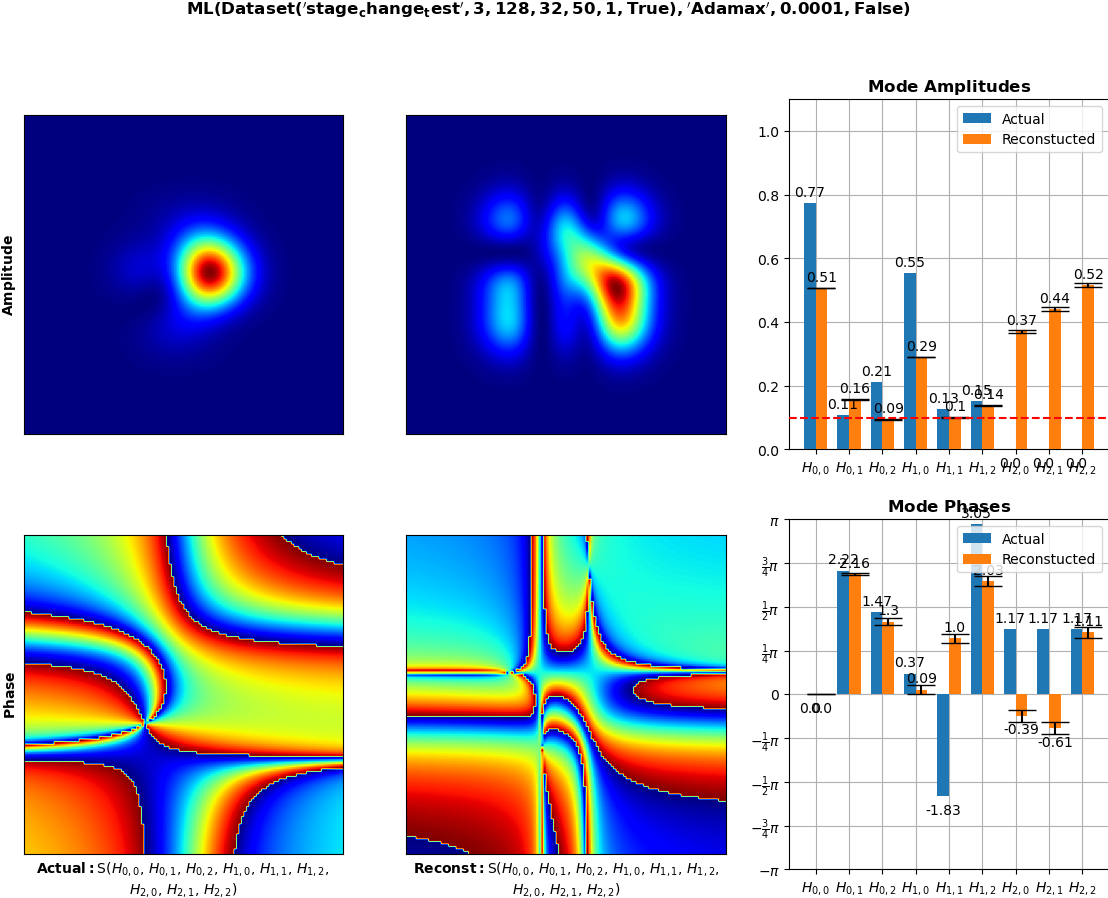 ML(Dataset('stage_change_test', 3, 128, 32, 50, 1, True), 'Adamax', 0.0001, False)
Mode Amplitudes
Actual
Reconstucted
1.0
0.8
0.6
0.4
0.2
0.0
0.77
0.51
0.11
0.16
0.21
0.09
0.55
0.29
0.13
0.1
0.15
0.14
0.0
0.37
0.0
0.44
0.0
0.52
H0,0 H0,1 H0,2 H1,0 H1,1 H1,2 H2,0 H2,1 H2,2
Amplitude
Mode Phases
Actual
Reconstucted
π
3/4π
1/2π
1/4π
0
−1/4π
−1/2π
−3/4π
−π
0.0
0.0
2.22
2.16
1.47
1.3
0.37
0.09
-1.83
1.0
3.05
1.17
-0.39
1.17
-0.61
1.17
1.11
H0,0 H0,1 H0,2 H1,0 H1,1 H1,2 H2,0 H2,1 H2,2
Phase
Actual: S(H0,0, H0,1, H0,2, H1,0, H1,1, H1,2,
H2,0, H2,1, H2,2)
Reconst: S(H0,0, H0,1, H0,2, H1,0, H1,1, H1,2,
H2,0, H2,1, H2,2)